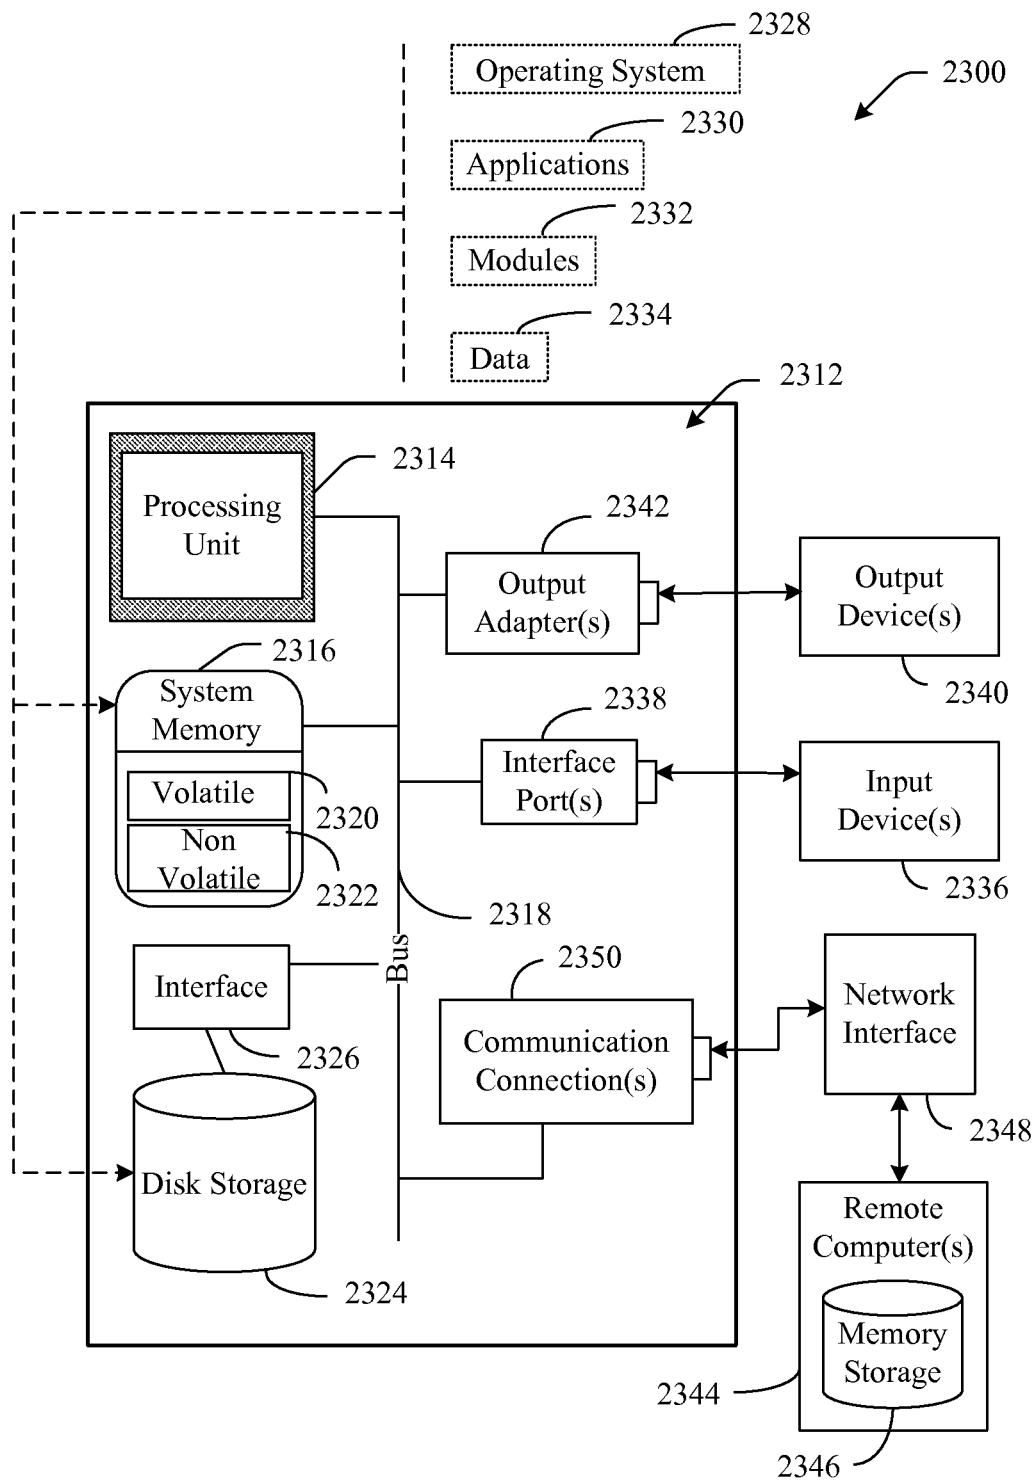 2328
Operating System
2300
2330
Applications
2332
Modules
2334
Data
2312
2314
Processing
Unit
2342
Output
Adapter(s)
Output
Device(s)
2340
2316
System
Memory
2338
Interface
Port(s)
Input
Device(s)
2336
Volatile
2320
Non
Volatile
2322
2318
Bus
2350
Interface
2326
Communication
Connection(s)
Network
Interface
2348
Disk Storage
2324
Remote
Computer(s)
Memory
Storage
2344
2346